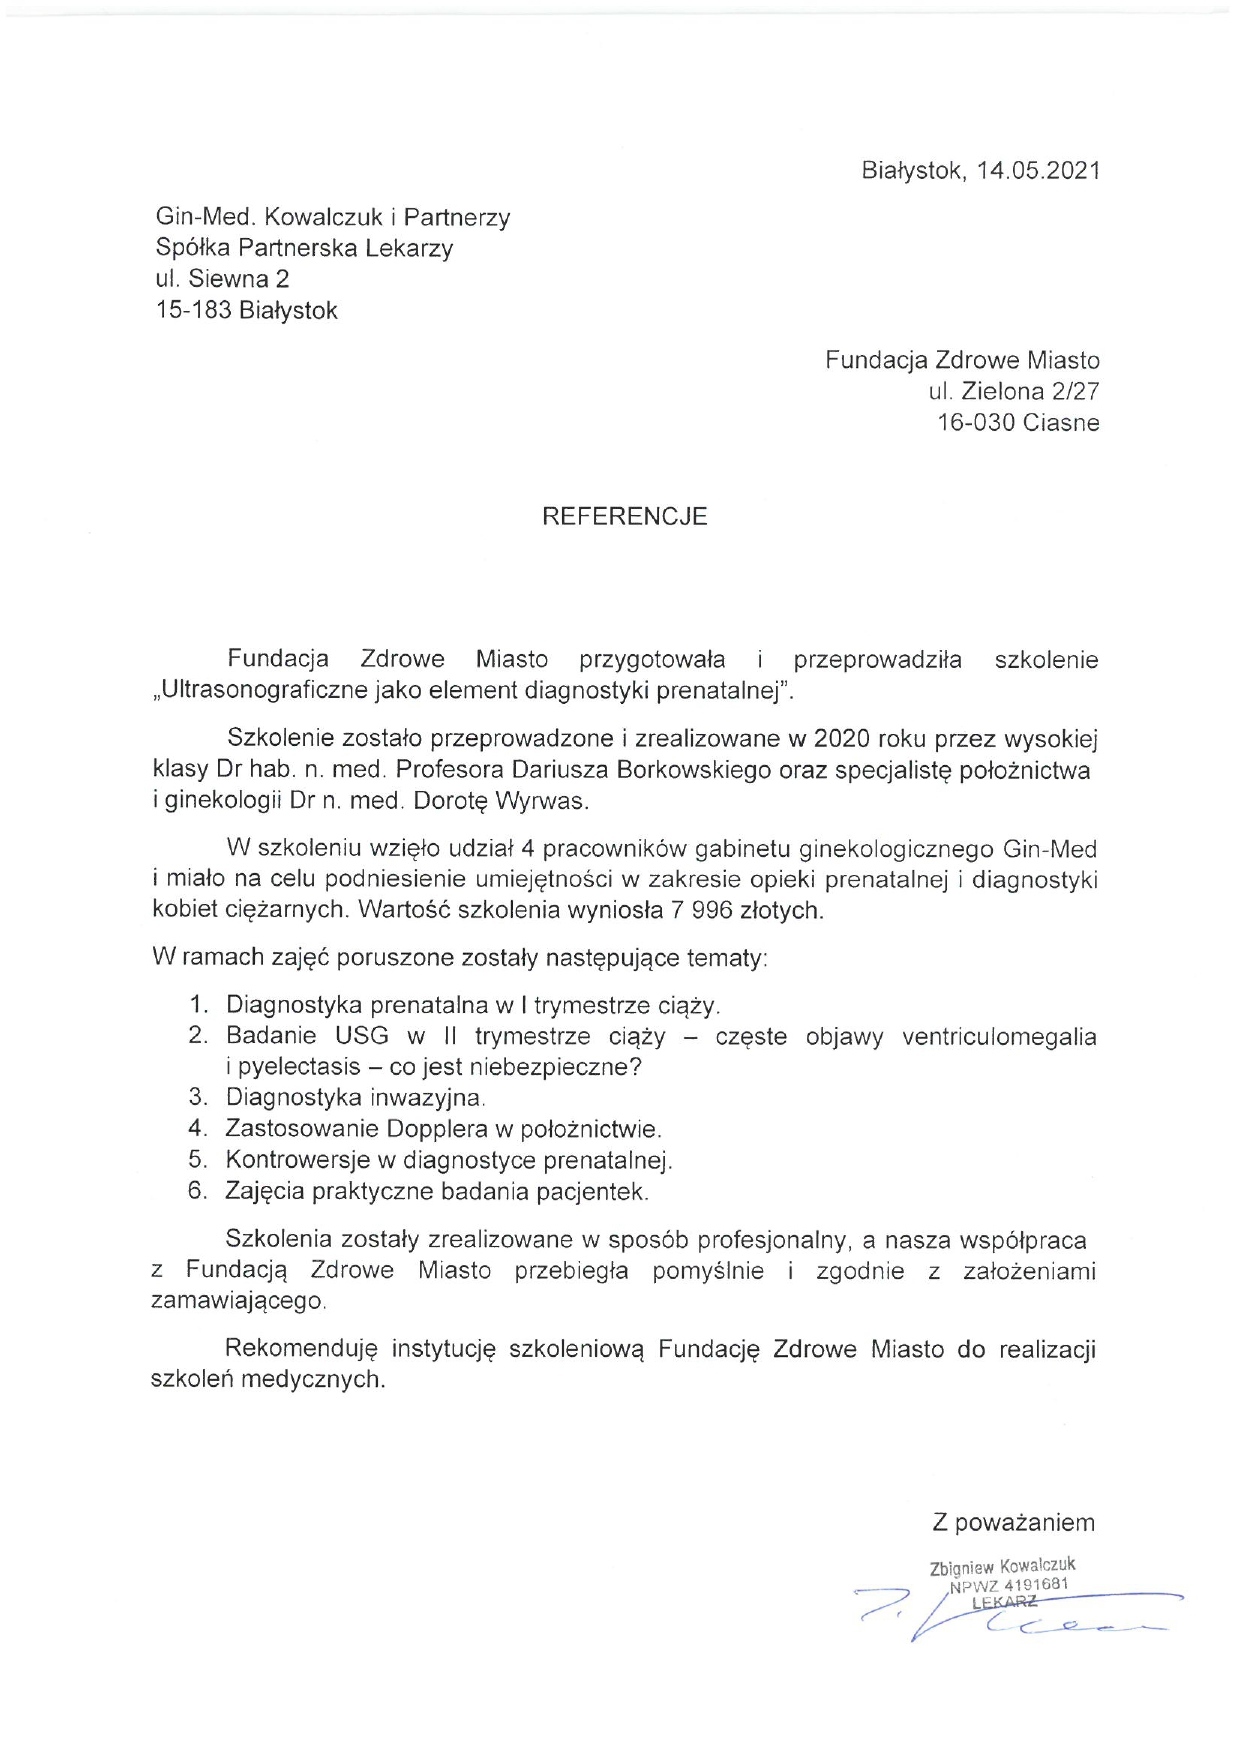 Białystok, 14.05.2021
Gin-Med. Kowalczuk i Partnerzy
Spółka Partnerska Lekarzy
ul. Siewna 2
15-183 Białystok
Fundacja Zdrowe Miasto
ul. Zielona 2/27
16-030 Ciasne
REFERENCJE
Fundacja Zdrowe Miasto przygotowała i przeprowadziła szkolenie
„Ultrasonograficzne jako element diagnostyki prenatalnej”.
Szkolenie zostało przeprowadzone i zrealizowane w 2020 roku przez wysokiej
klasy Dr hab. n. med. Profesora Dariusza Borkowskiego oraz specjalistę położnictwa
i ginekologii Dr n. med. Dorotę Wyrwas.
W szkoleniu wzięło udział 4 pracowników gabinetu ginekologicznego Gin-Med
i miało na celu podniesienie umiejętności w zakresie opieki prenatalnej i diagnostyki
kobiet ciężarnych. Wartość szkolenia wyniosła 7 996 złotych.
W ramach zajęć poruszone zostały następujące tematy:
1. Diagnostyka prenatalna w I trymestrze ciąży.
2. Badanie USG w II trymestrze ciąży – częste objawy ventriculomegalia
i pyelectasis – co jest niebezpieczne?
3. Diagnostyka inwazyjna.
4. Zastosowanie Dopplera w położnictwie.
5. Kontrowersje w diagnostyce prenatalnej.
6. Zajęcia praktyczne badania pacjentek.
Szkolenia zostały zrealizowane w sposób profesjonalny, a nasza współpraca
z Fundacją Zdrowe Miasto przebiegła pomyślnie i zgodnie z założeniami
zamawiającego.
Rekomenduję instytucję szkoleniową Fundację Zdrowe Miasto do realizacji
szkoleń medycznych.
Z poważaniem
Zbigniew Kowalczuk
NPWZ 4191681
LEKARZ